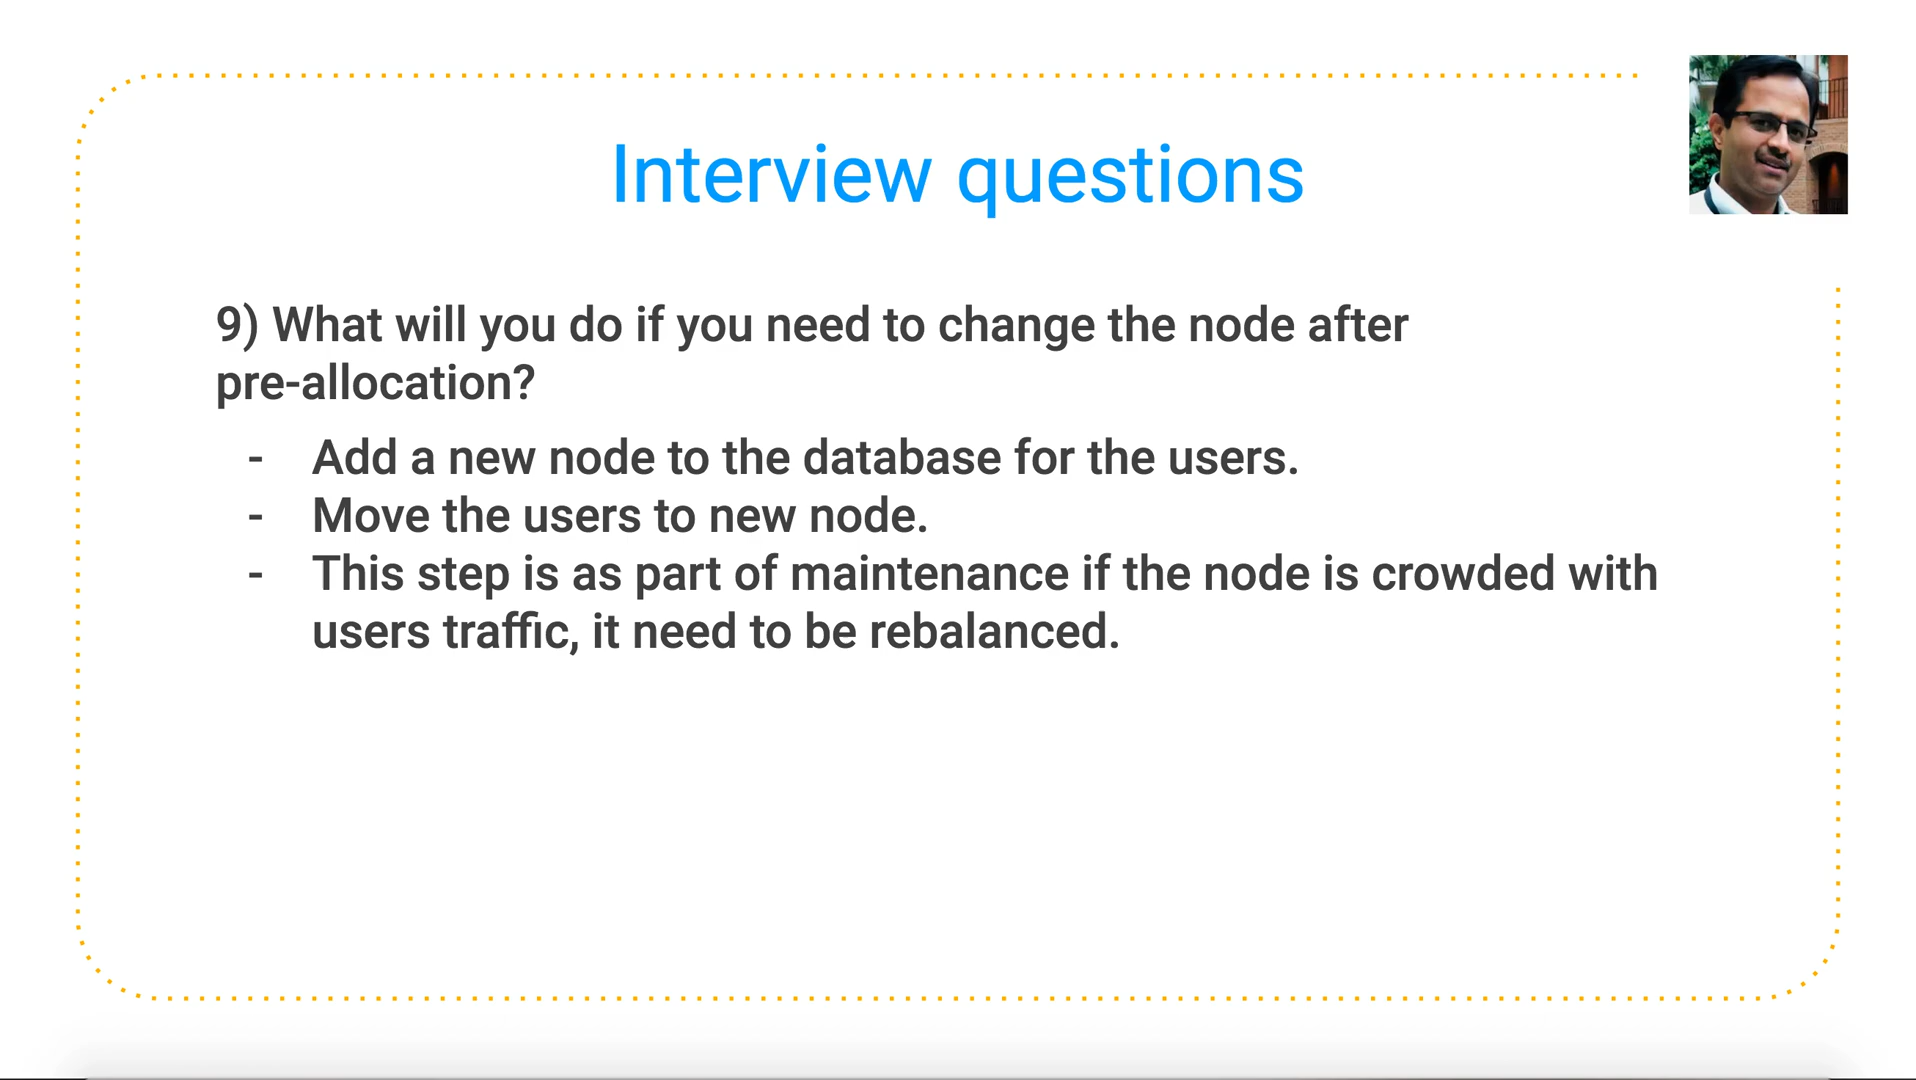 Interview questions
9) What will you do if you need to change the node after
pre-allocation?
- Add a new node to the database for the users.
- Move the users to new node.
- This step is as part of maintenance if the node is crowded with
users traffic, it need to be rebalanced.